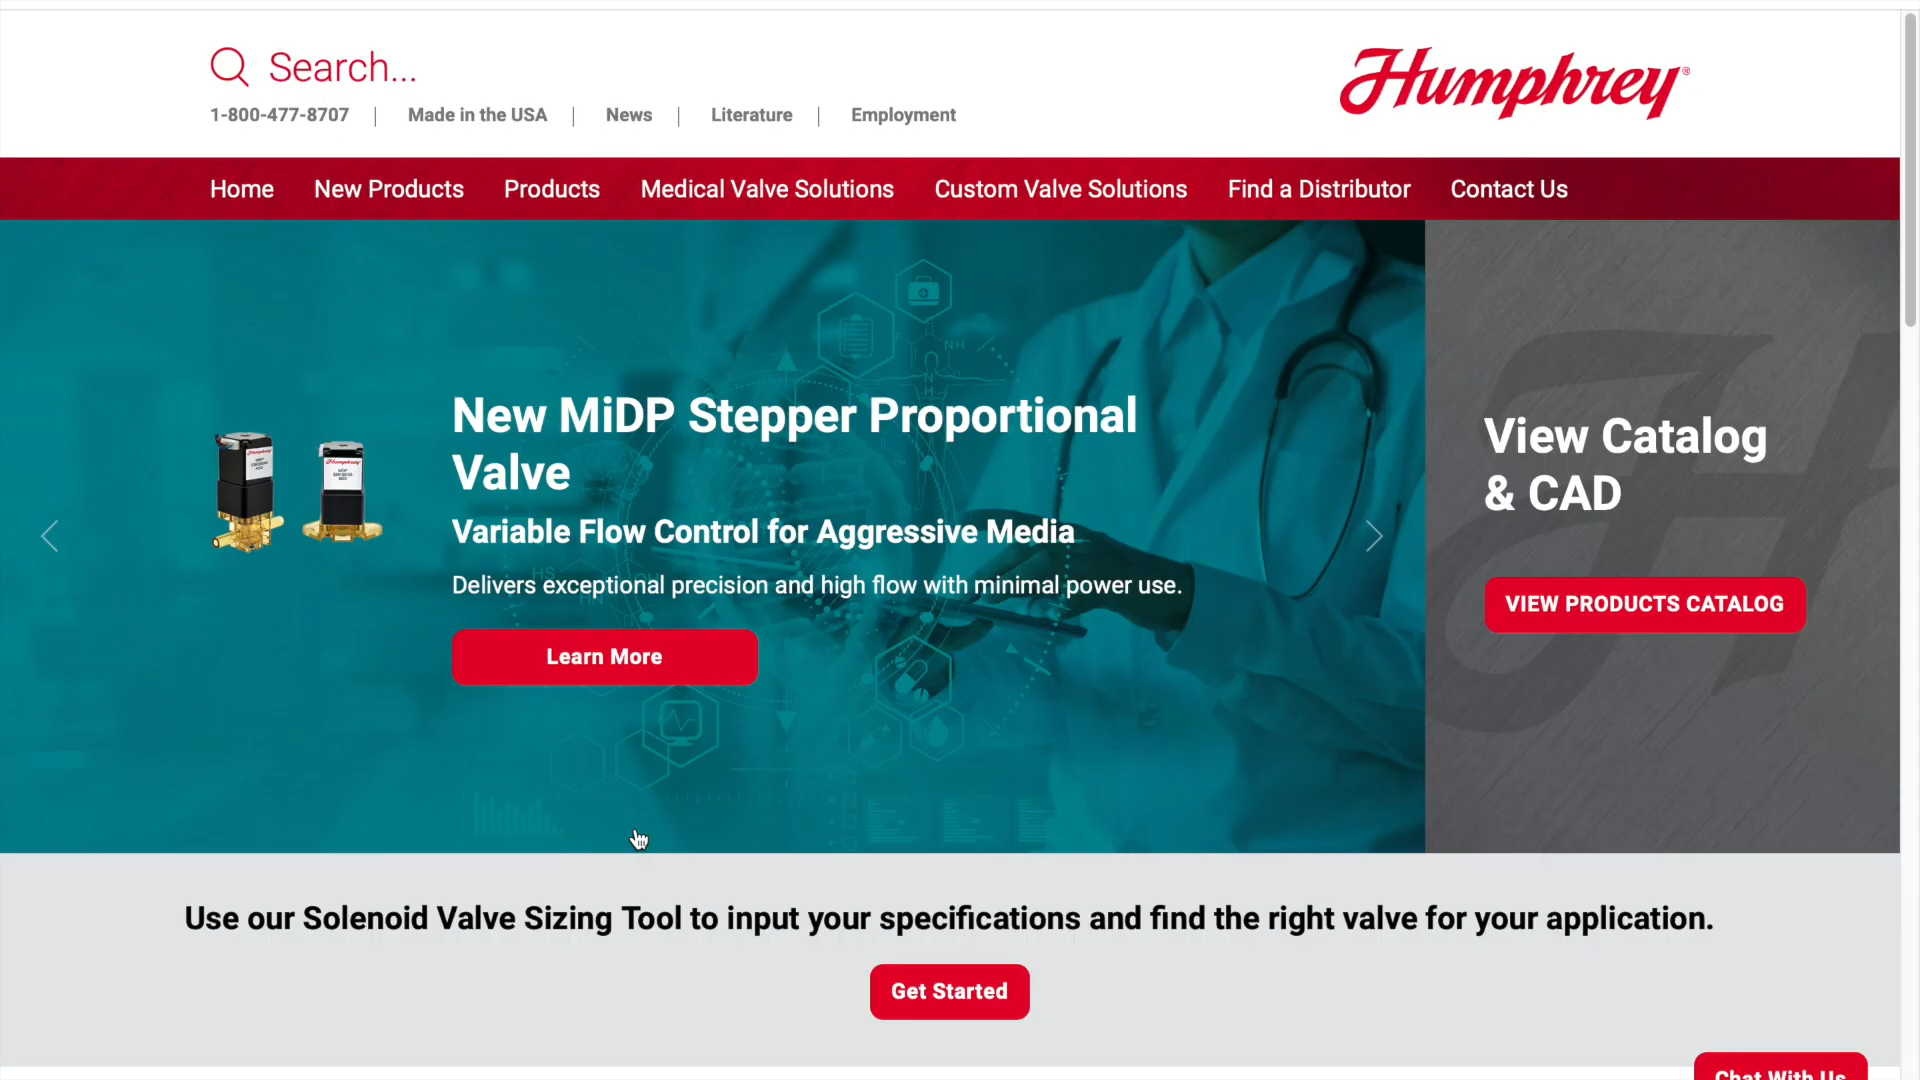 Search...
Humphrey®
1-800-477-8707 | Made in the USA | News | Literature | Employment
Home New Products Products Medical Valve Solutions Custom Valve Solutions Find a Distributor Contact Us
New MiDP Stepper Proportional
Valve
Variable Flow Control for Aggressive Media
Delivers exceptional precision and high flow with minimal power use.
Learn More
View Catalog
& CAD
VIEW PRODUCTS CATALOG
Use our Solenoid Valve Sizing Tool to input your specifications and find the right valve for your application.
Get Started
Chat With Us